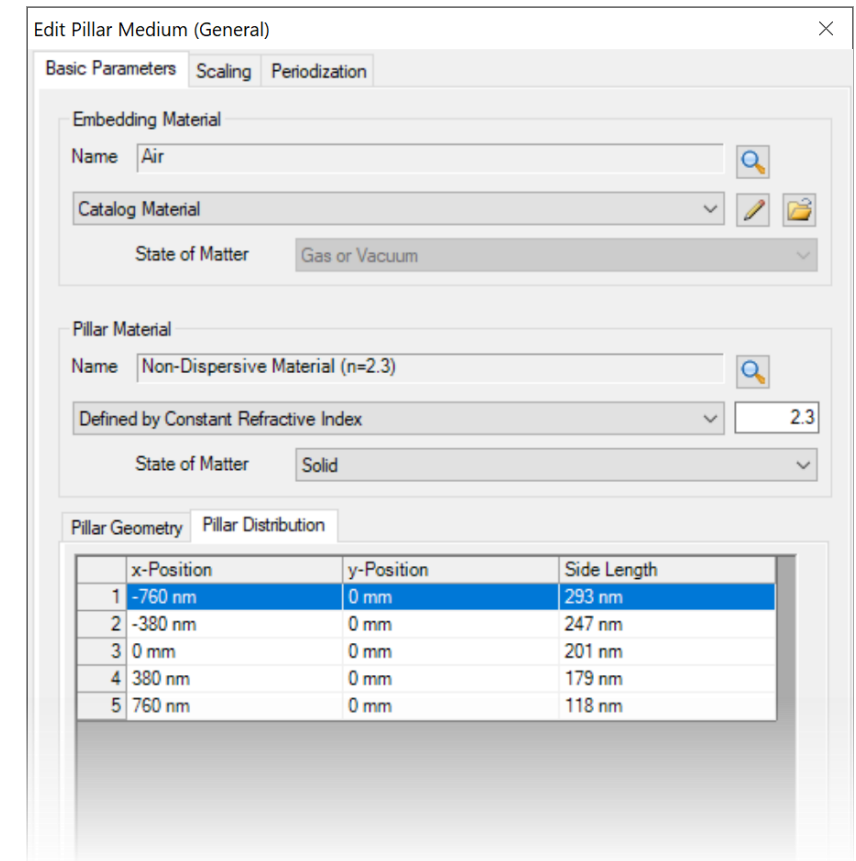 Edit Pillar Medium (General)
Basic Parameters Scaling Periodization
Embedding Material
Name Air
Catalog Material
State of Matter Gas or Vacuum
Pillar Material
Name Non-Dispersive Material (n=2.3)
Defined by Constant Refractive Index 2.3
State of Matter Solid
Pillar Geometry Pillar Distribution
x-Position y-Position Side Length
1 -760 nm 0 mm 293 nm
2 -380 nm 0 mm 247 nm
3 0 mm 0 mm 201 nm
4 380 nm 0 mm 179 nm
5 760 nm 0 mm 118 nm